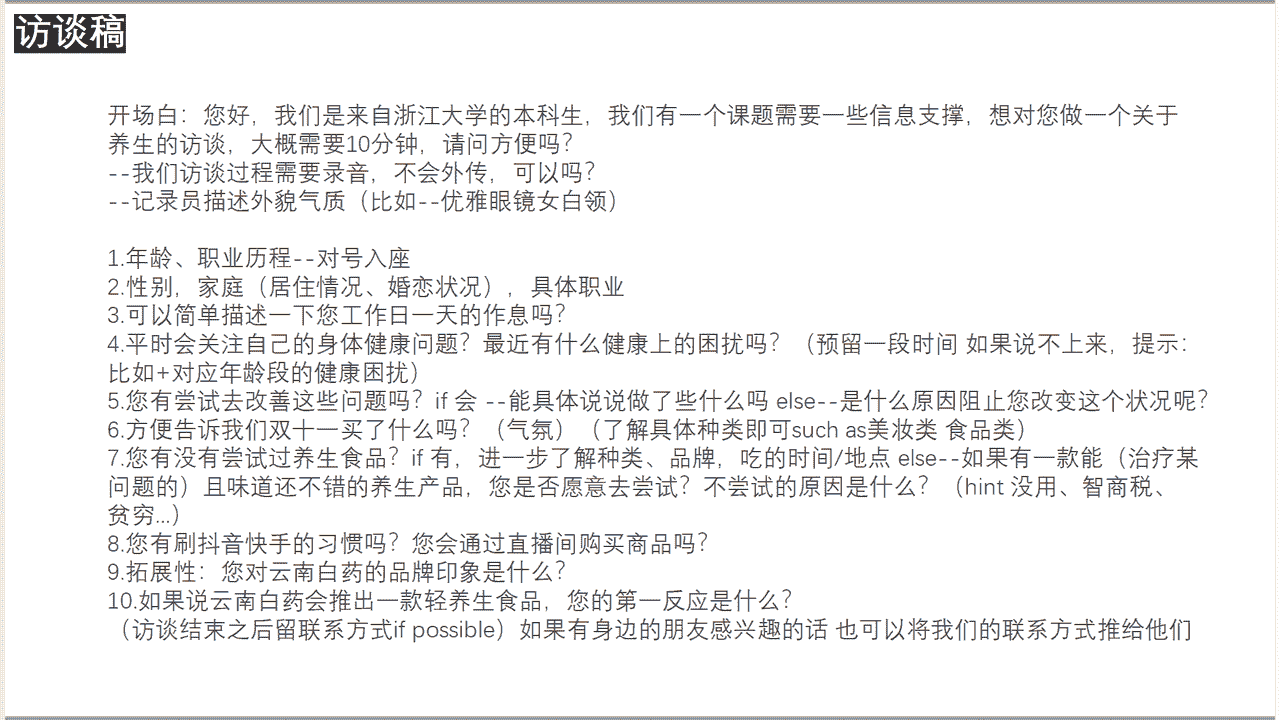 访谈稿
开场白：您好，我们是来自浙江大学的本科生，我们有一个课题需要一些信息支撑，想对您做一个关于
养生的访谈，大概需要10分钟，请问方便吗？
--我们访谈过程需要录音，不会外传，可以吗？
--记录员描述外貌气质（比如--优雅眼镜女白领）
1.年龄、职业历程--对号入座
2.性别，家庭（居住情况、婚恋状况），具体职业
3.可以简单描述一下您工作日一天的作息吗？
4.平时会关注自己的身体健康问题？最近有什么健康上的困扰吗？（预留一段时间 如果说不上来，提示：
比如+对应年龄段的健康困扰）
5.您有尝试去改善这些问题吗？if 会 --能具体说说做了些什么吗 else--是什么原因阻止您改变这个状况呢？
6.方便告诉我们双十一买了什么吗？（气氛）（了解具体种类即可such as美妆类 食品类）
7.您有没有尝试过养生食品？if 有，进一步了解种类、品牌，吃的时间/地点 else--如果有一款能（治疗某
问题的）且味道还不错的养生产品，您是否愿意去尝试？不尝试的原因是什么？（hint 没用、智商税、
贫穷...）
8.您有刷抖音快手的习惯吗？您会通过直播间购买商品吗？
9.拓展性：您对云南白药的品牌印象是什么？
10.如果说云南白药会推出一款轻养生食品，您的第一反应是什么？
（访谈结束之后留联系方式if possible）如果有身边的朋友感兴趣的话 也可以将我们的联系方式推给他们